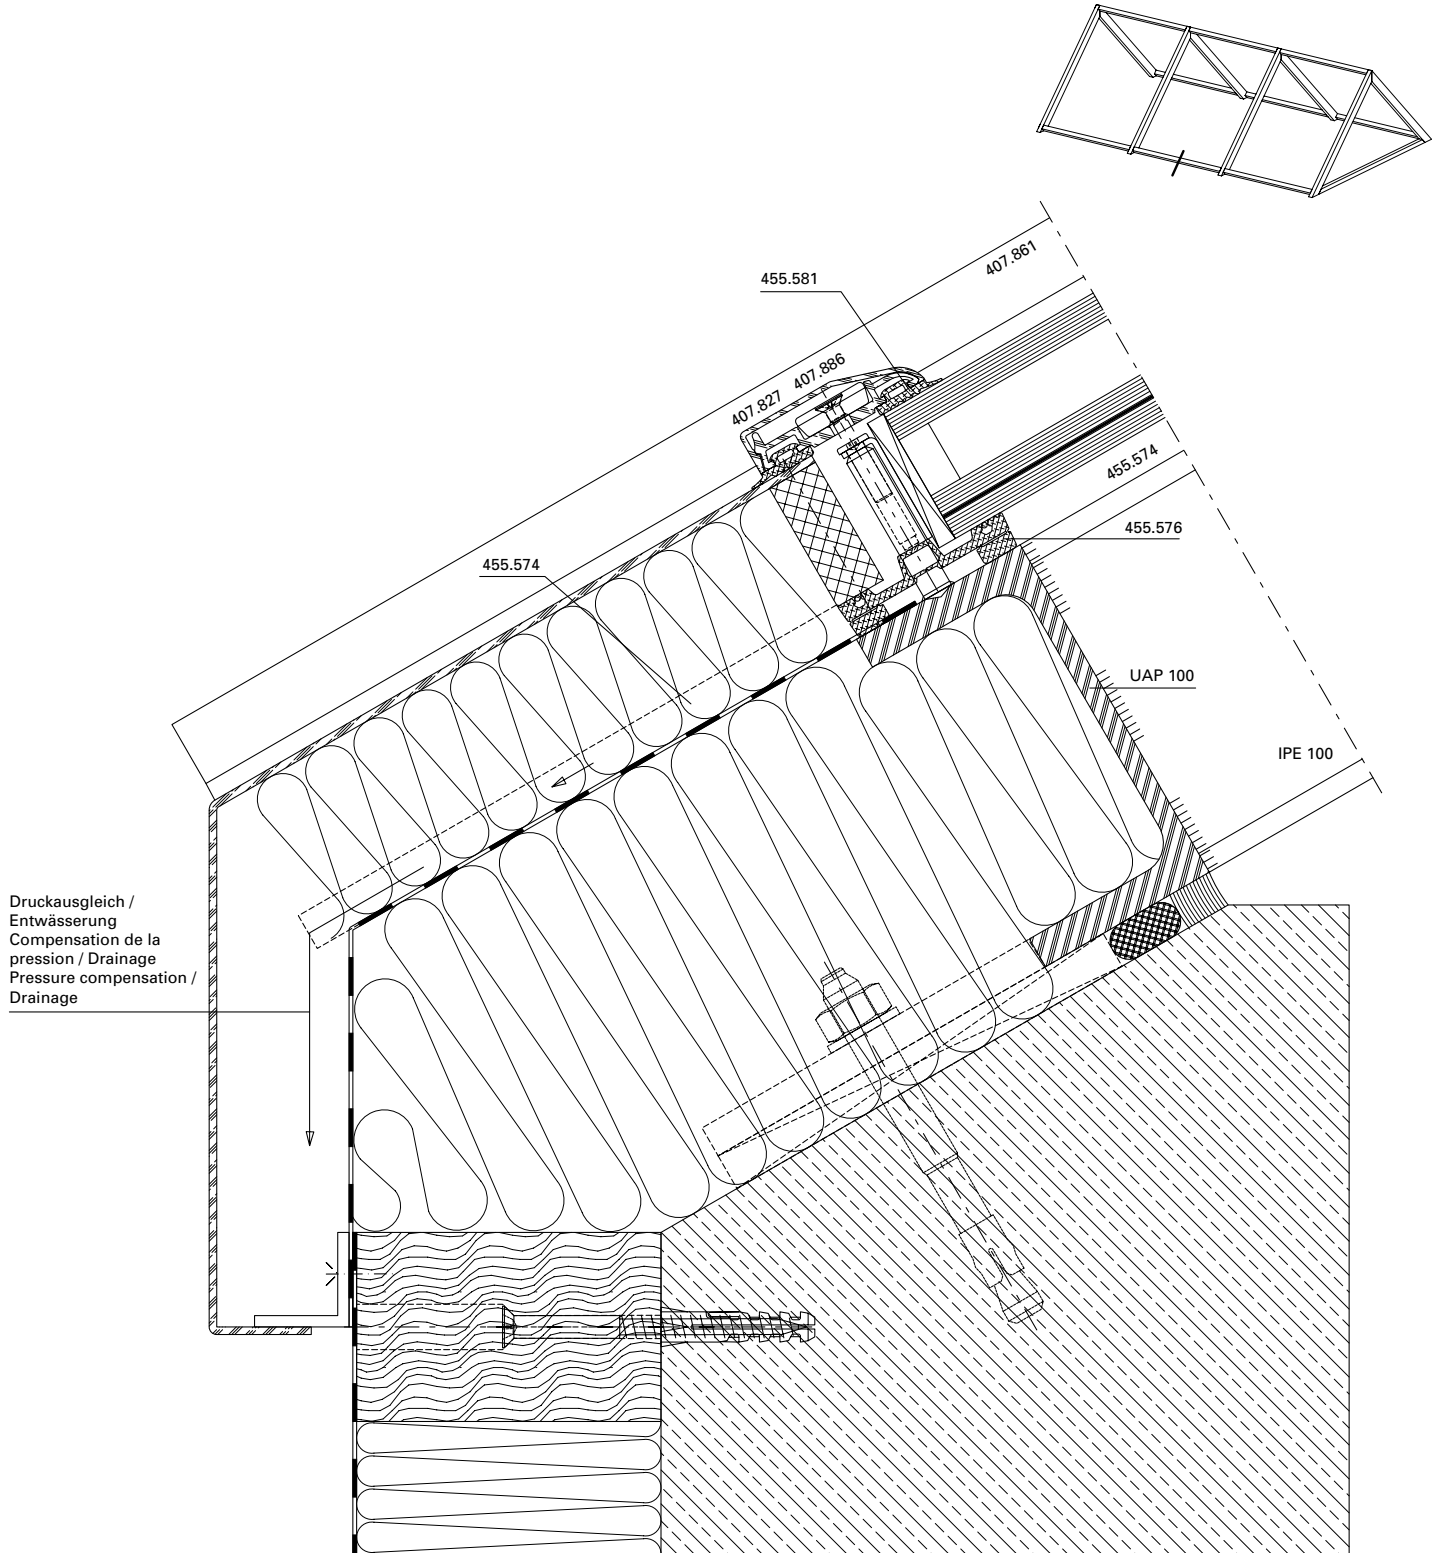 407.861
455.581
407.886
407.827
455.574
455.576
455.574
UAP 100
IPE 100
Druckausgleich /
Entwässerung
Compensation de la
pression / Drainage
Pressure compensation /
Drainage